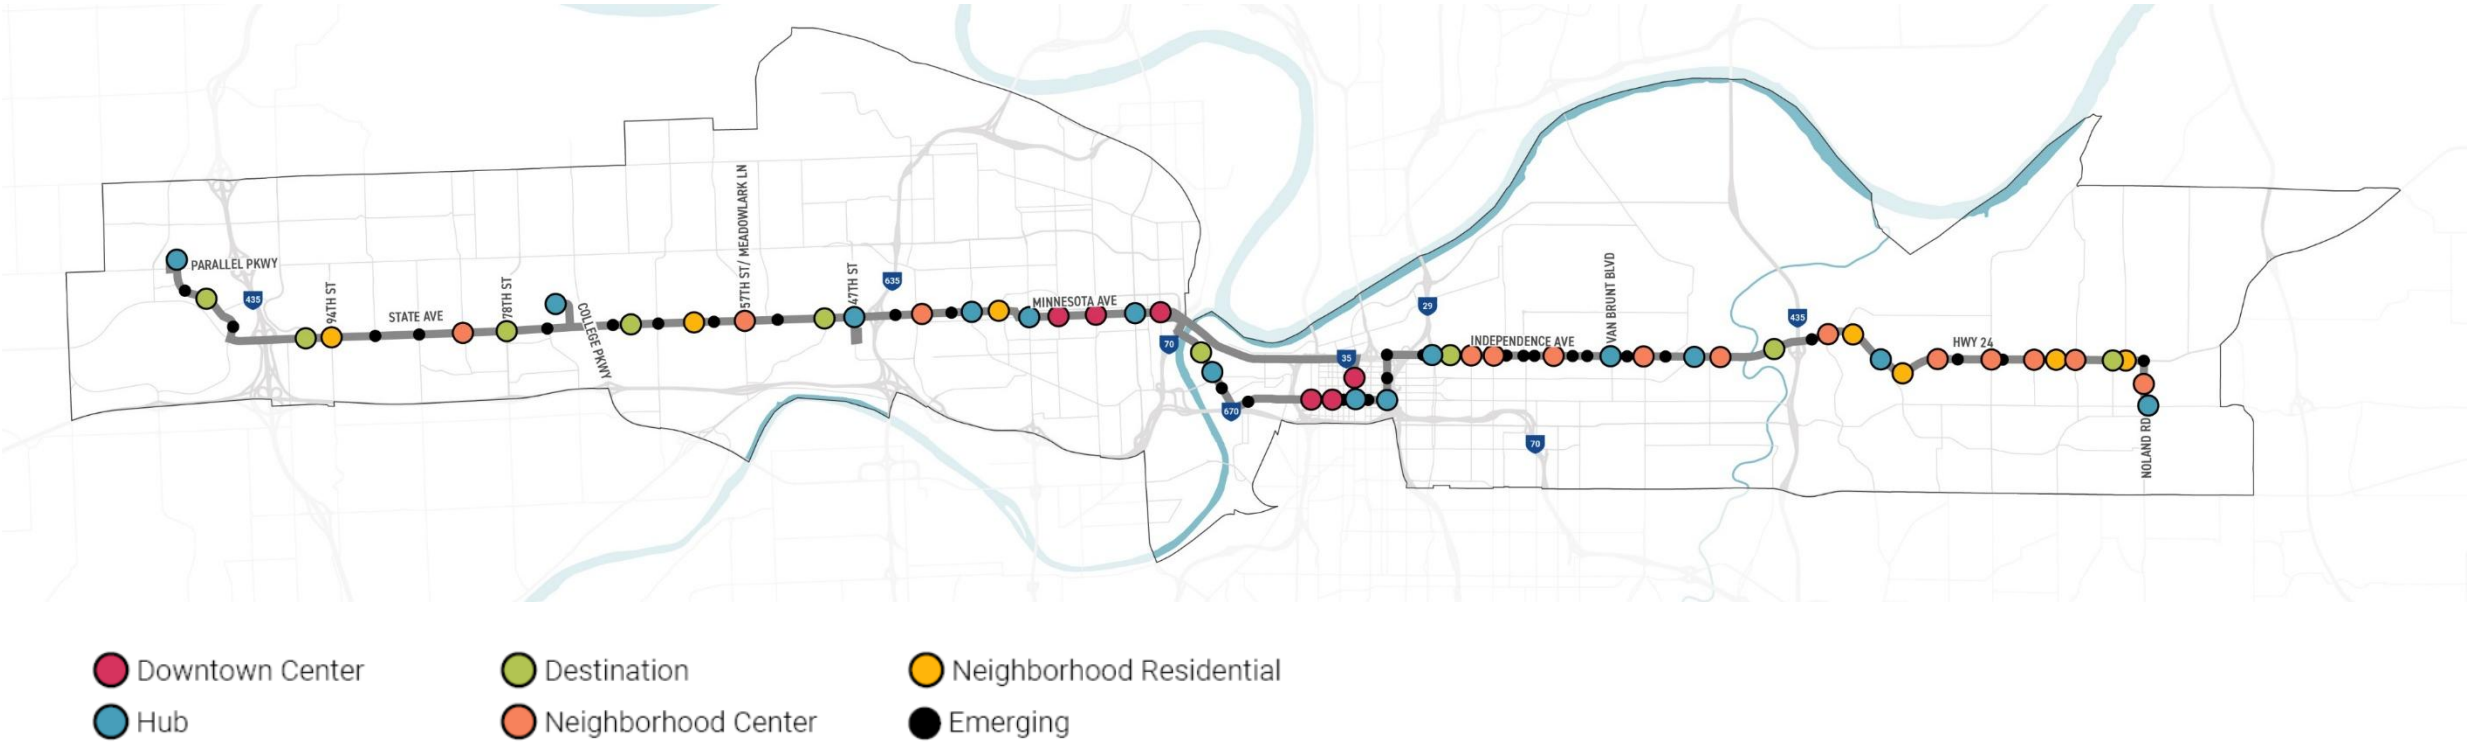 PARALLEL PKWY
435
94TH ST
STATE AVE
78TH ST
COLLEGE PKWY
57TH ST/ MEADOWLARK LN
47TH ST
635
MINNESOTA AVE
70
670
35
29
INDEPENDENCE AVE
VAN BRUNT BLVD
70
435
HWY 24
NOLAND RD
Downtown Center
Destination
Neighborhood Residential
Hub
Neighborhood Center
Emerging